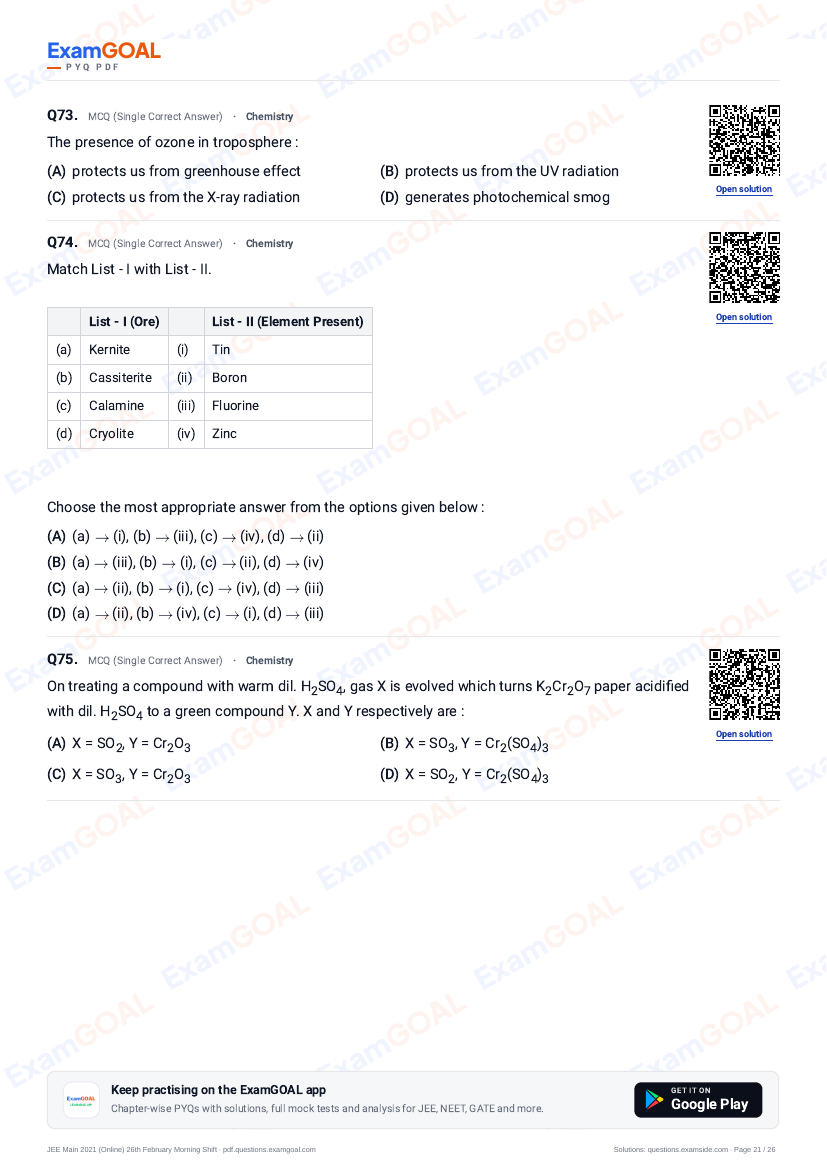 ExamGOAL
PYQ PDF
Q73. MCQ (Single Correct Answer) · Chemistry
The presence of ozone in troposphere :
(A) protects us from greenhouse effect
(B) protects us from the UV radiation
(C) protects us from the X-ray radiation
(D) generates photochemical smog
Open solution
Q74. MCQ (Single Correct Answer) · Chemistry
Match List - I with List - II.
Open solution
List - I (Ore) List - II (Element Present)
(a) Kernite (i) Tin
(b) Cassiterite (ii) Boron
(c) Calamine (iii) Fluorine
(d) Cryolite (iv) Zinc
Choose the most appropriate answer from the options given below :
(A) (a) → (i), (b) → (iii), (c) → (iv), (d) → (ii)
(B) (a) → (iii), (b) → (i), (c) → (ii), (d) → (iv)
(C) (a) → (ii), (b) → (i), (c) → (iv), (d) → (iii)
(D) (a) → (ii), (b) → (iv), (c) → (i), (d) → (iii)
Q75. MCQ (Single Correct Answer) · Chemistry
On treating a compound with warm dil. H₂SO₄, gas X is evolved which turns K₂Cr₂O₇ paper acidified
with dil. H₂SO₄ to a green compound Y. X and Y respectively are :
(A) X = SO₂, Y = Cr₂O₃
(B) X = SO₃, Y = Cr₂(SO₄)₃
(C) X = SO₃, Y = Cr₂O₃
(D) X = SO₂, Y = Cr₂(SO₄)₃
Open solution
ExamGOAL
Keep practising on the ExamGOAL app
Chapter-wise PYQs with solutions, full mock tests and analysis for JEE, NEET, GATE and more.
GET IT ON
Google Play
JEE Main 2021 (Online) 26th February Morning Shift · pdf.questions.examgoal.com
Solutions: questions.examside.com · Page 21 / 26